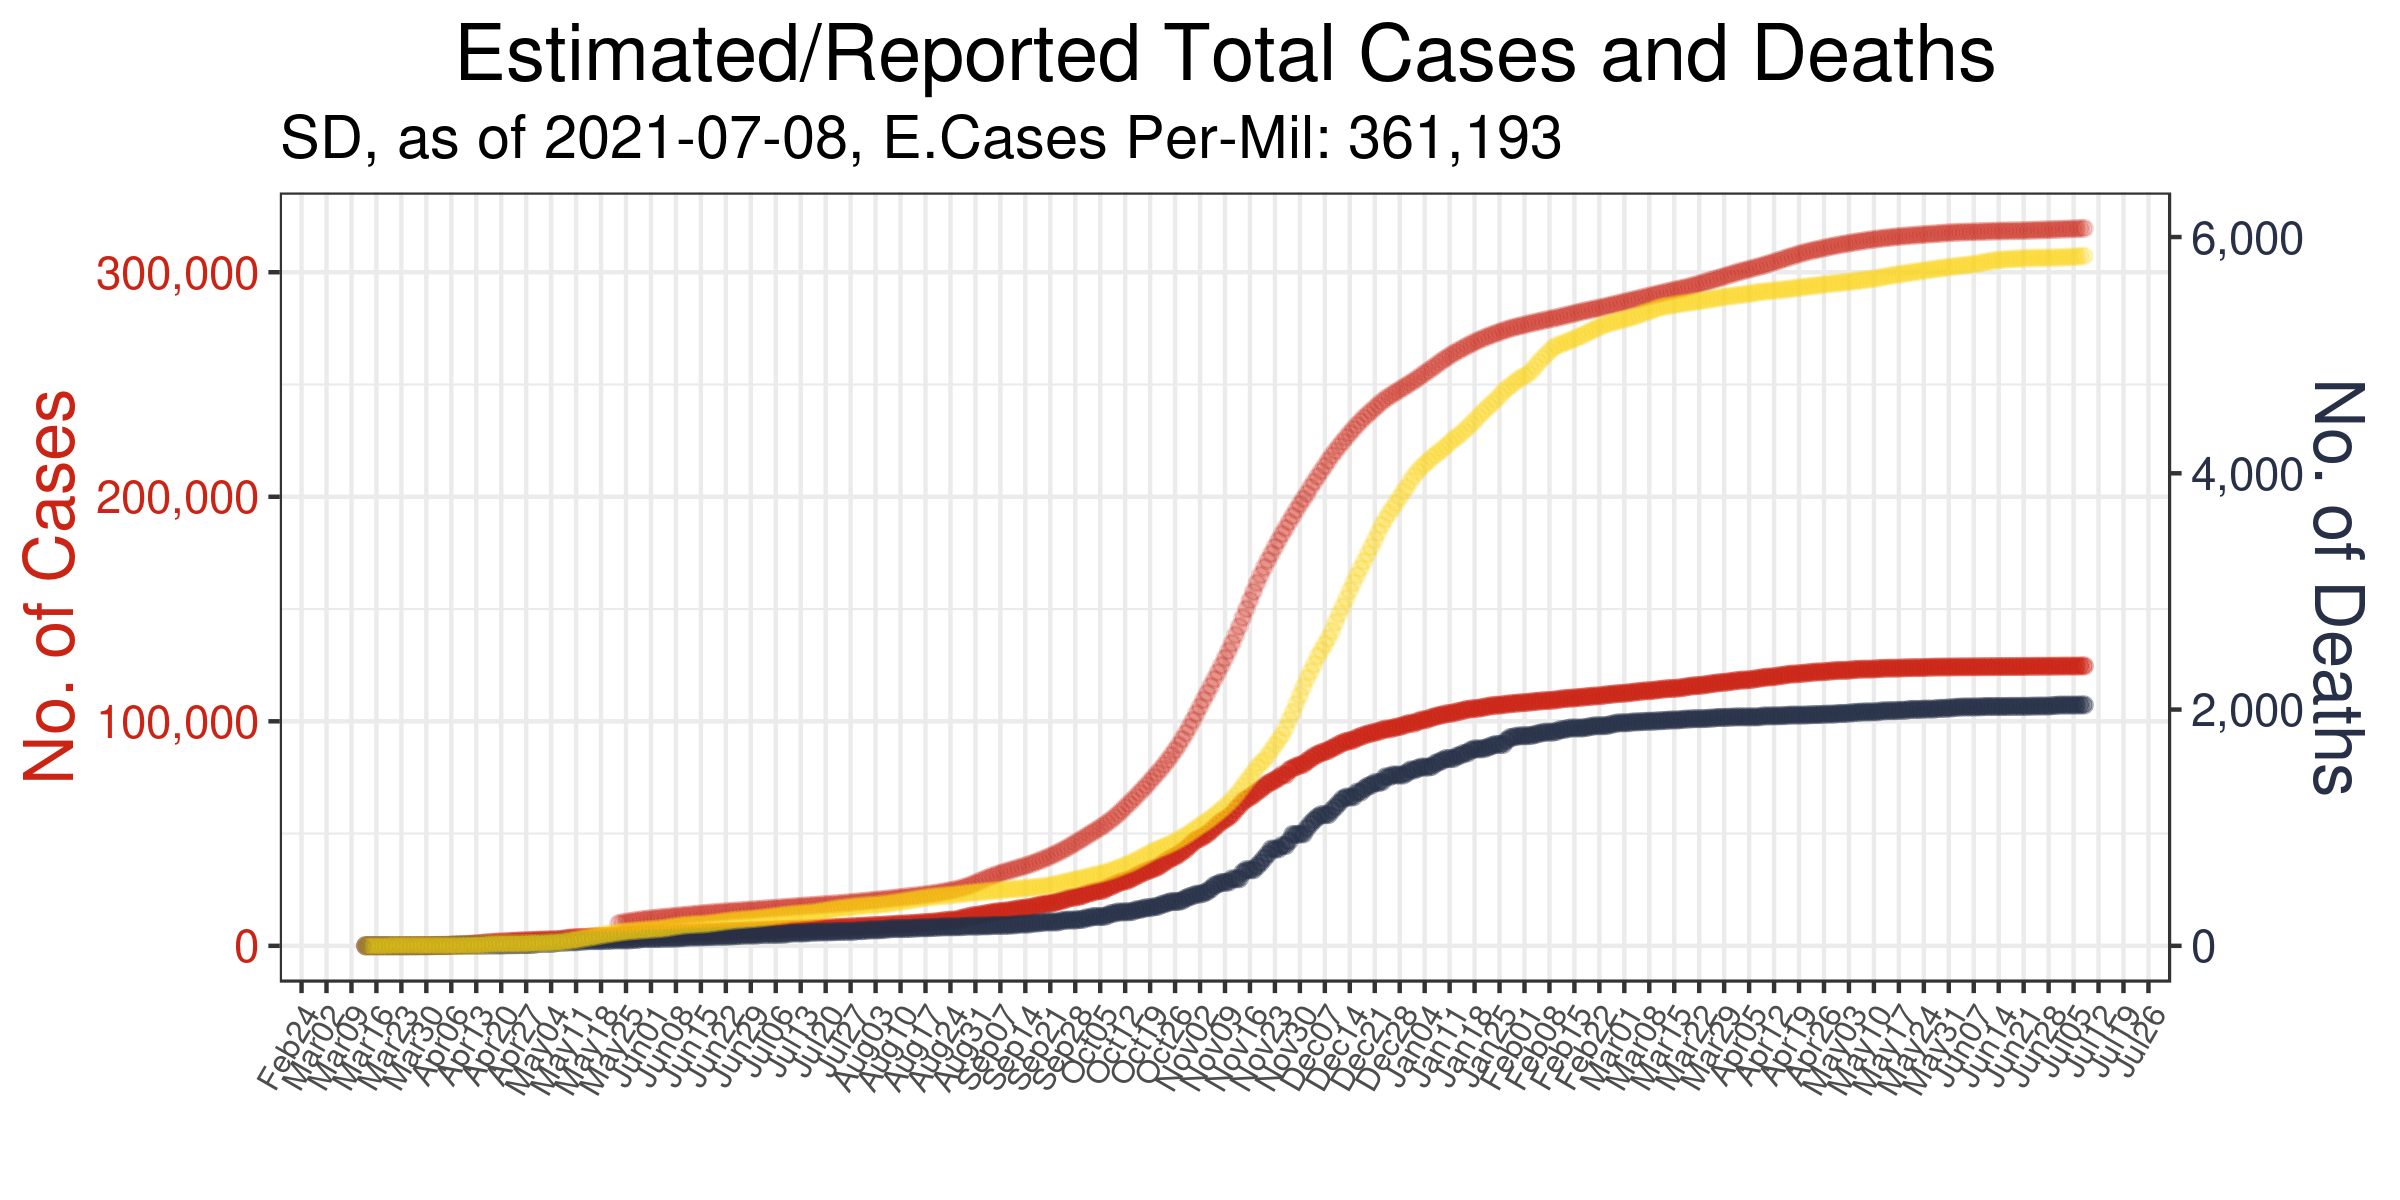 Estimated/Reported Total Cases and Deaths
SD, as of 2021-07-08, E.Cases Per-Mil: 361,193
No. of Cases
300,000
200,000
100,000
0
6,000
4,000
2,000
0
No. of Deaths
Feb24
Mar02
Mar09
Mar16
Mar23
Mar30
Apr06
Apr13
Apr20
Apr27
May04
May11
May18
May25
Jun01
Jun08
Jun15
Jun22
Jun29
Jul06
Jul13
Jul20
Jul27
Aug03
Aug10
Aug17
Aug24
Aug31
Sep07
Sep14
Sep21
Sep28
Oct05
Oct12
Oct19
Oct26
Nov02
Nov09
Nov16
Nov23
Nov30
Dec07
Dec14
Dec21
Dec28
Jan04
Jan11
Jan18
Jan25
Feb01
Feb08
Feb15
Feb22
Mar01
Mar08
Mar15
Mar22
Mar29
Apr05
Apr12
Apr19
Apr26
May03
May10
May17
May24
May31
Jun07
Jun14
Jun21
Jun28
Jul05
Jul12
Jul19
Jul26